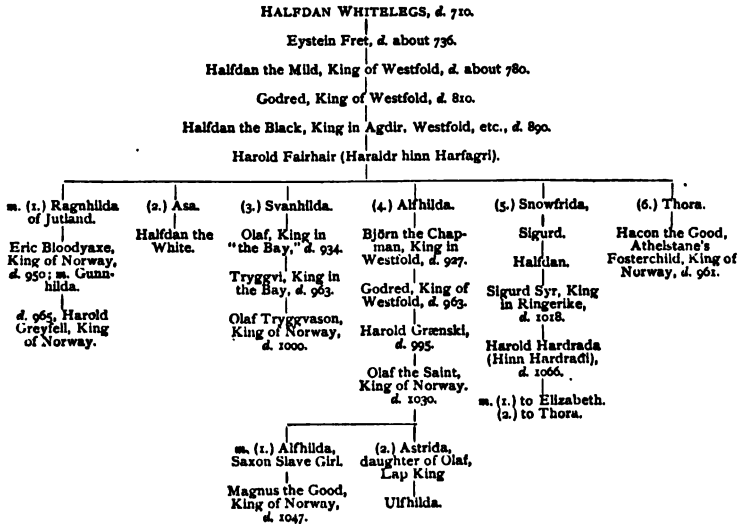 HALFDAN WHITELEGS, d. 710.
Eystein Fret, d. about 736.
Halfdan the Mild, King of Westfold, d. about 780.
Godred, King of Westfold, d. 810.
Halfdan the Black, King in Agdir, Westfold, etc., d. 890.
Harold Fairhair (Haraldr hinn Harfagri).
m. (1.) Ragnhilda
of Jutland.
Eric Bloodyaxe,
King of Norway,
d. 950; m. Gunn-
hilda.
d. 965, Harold
Greyfell, King
of Norway.
(2.) Asa.
Halfdan the
White.
(3.) Svanhilda.
Olaf, King in
"the Bay," d. 934.
Tryggvi, King in
the Bay, d. 963.
Olaf Tryggvason,
King of Norway,
d. 1000.
(4.) Alfhilda.
Björn the Chap-
man, King in
Westfold, d. 927.
Godred, King of
Westfold, d. 963.
Harold Grænski,
d. 995.
Olaf the Saint,
King of Norway.
d. 1030.
(5.) Snowfrida,
Sigurd.
Halfdan.
Sigurd Syr, King
in Ringerike,
d. 1018.
Harold Hardrada
(Hinn Hardradi),
d. 1066.
m. (1.) to Elizabeth.
(2.) to Thora.
(6.) Thora.
Hacon the Good,
Athelstane's
Fosterchild, King of
Norway, d. 961.
m. (1.) Alfhilda,
Saxon Slave Girl.
Magnus the Good,
King of Norway,
d. 1047.
(2.) Astrida,
daughter of Olaf,
Lap King
Ulfhilda.